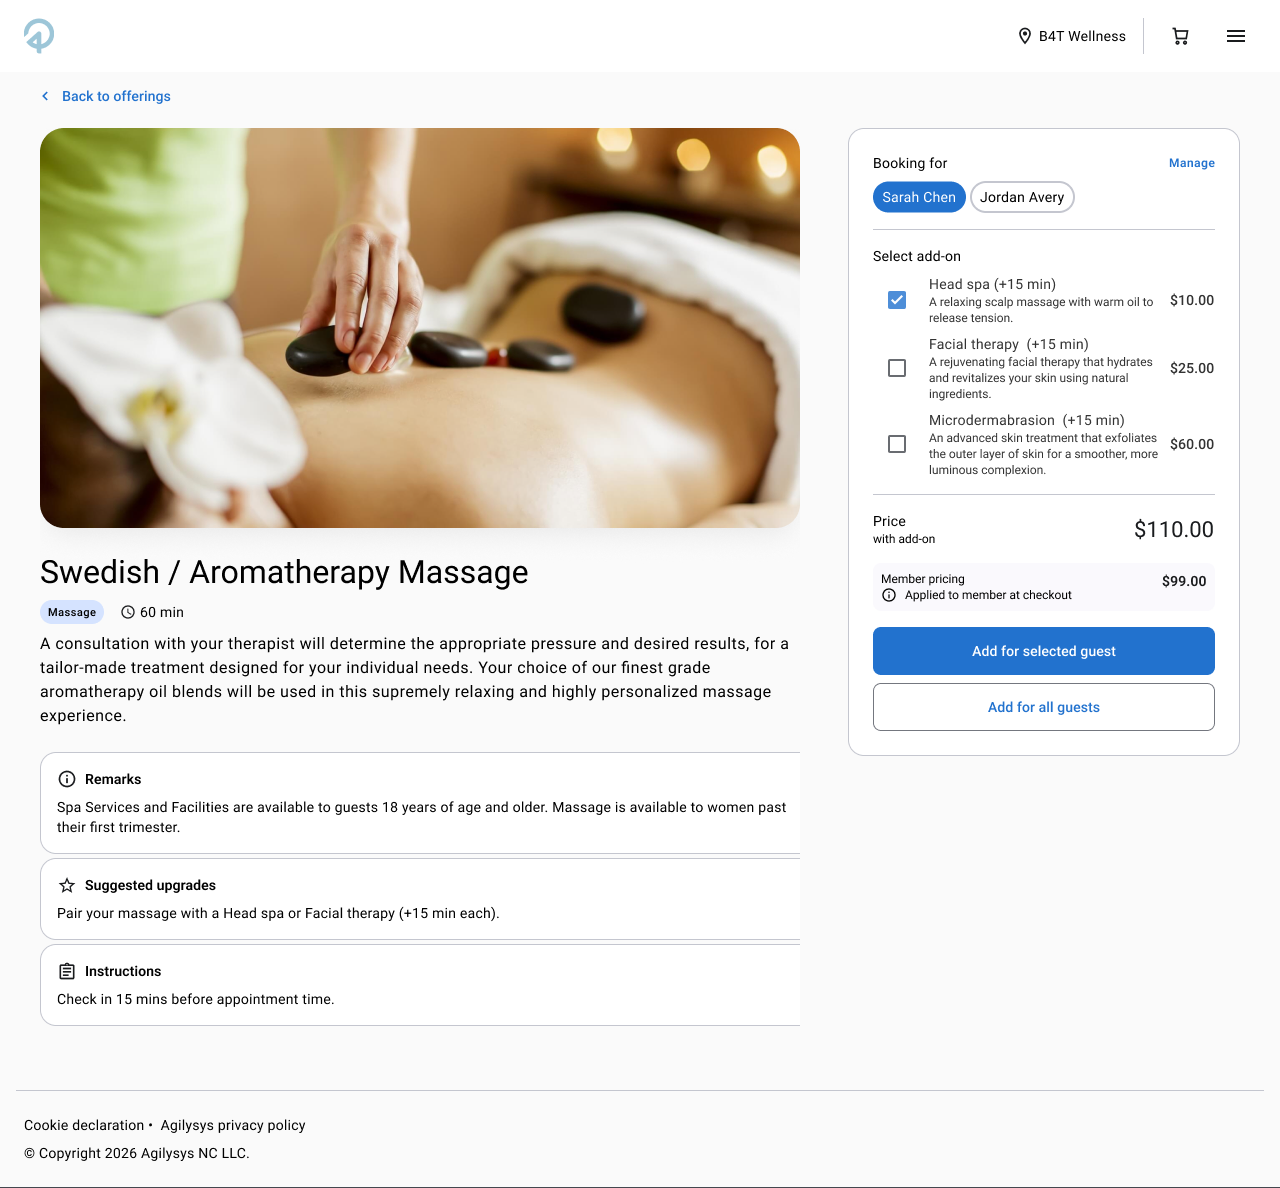 B4T Wellness
Back to offerings
Swedish / Aromatherapy Massage
Massage
60 min
A consultation with your therapist will determine the appropriate pressure and desired results, for a
tailor-made treatment designed for your individual needs. Your choice of our finest grade
aromatherapy oil blends will be used in this supremely relaxing and highly personalized massage
experience.
Remarks
Spa Services and Facilities are available to guests 18 years of age and older. Massage is available to women past
their first trimester.
Suggested upgrades
Pair your massage with a Head spa or Facial therapy (+15 min each).
Instructions
Check in 15 mins before appointment time.
Booking for
Manage
Sarah Chen
Jordan Avery
Select add-on
Head spa (+15 min)
A relaxing scalp massage with warm oil to
release tension.
$10.00
Facial therapy (+15 min)
A rejuvenating facial therapy that hydrates
and revitalizes your skin using natural
ingredients.
$25.00
Microdermabrasion (+15 min)
An advanced skin treatment that exfoliates
the outer layer of skin for a smoother, more
luminous complexion.
$60.00
Price
with add-on
$110.00
Member pricing
Applied to member at checkout
$99.00
Add for selected guest
Add for all guests
Cookie declaration • Agilysys privacy policy
© Copyright 2026 Agilysys NC LLC.